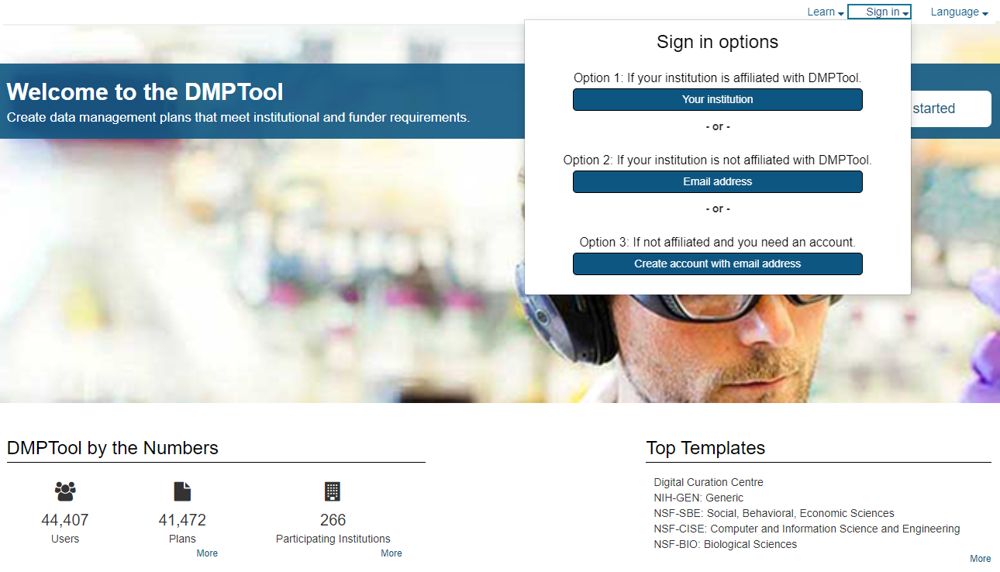 Learn
Sign in
Language
Sign in options
Option 1: If your institution is affiliated with DMPTool.
Your institution
- or -
Option 2: If your institution is not affiliated with DMPTool.
Email address
- or -
Option 3: If not affiliated and you need an account.
Create account with email address
Welcome to the DMPTool
Create data management plans that meet institutional and funder requirements.
started
DMPTool by the Numbers
44,407
Users
41,472
Plans
More
266
Participating Institutions
More
Top Templates
Digital Curation Centre
NIH-GEN: Generic
NSF-SBE: Social, Behavioral, Economic Sciences
NSF-CISE: Computer and Information Science and Engineering
NSF-BIO: Biological Sciences
More